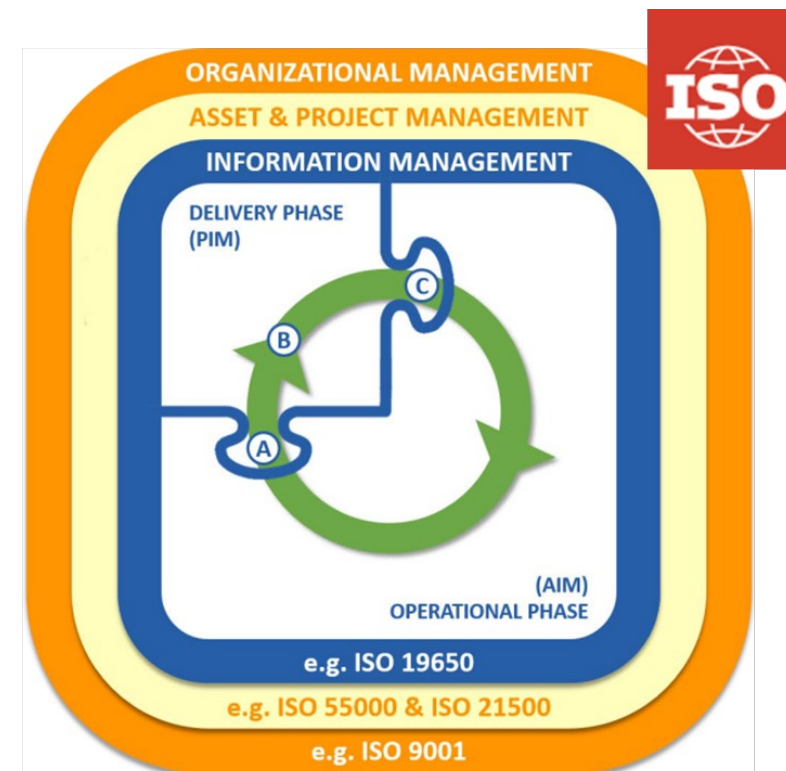 ORGANIZATIONAL MANAGEMENT
ISO
ASSET & PROJECT MANAGEMENT
INFORMATION MANAGEMENT
DELIVERY PHASE
(PIM)
C
B
A
(AIM)
OPERATIONAL PHASE
e.g. ISO 19650
e.g. ISO 55000 & ISO 21500
e.g. ISO 9001